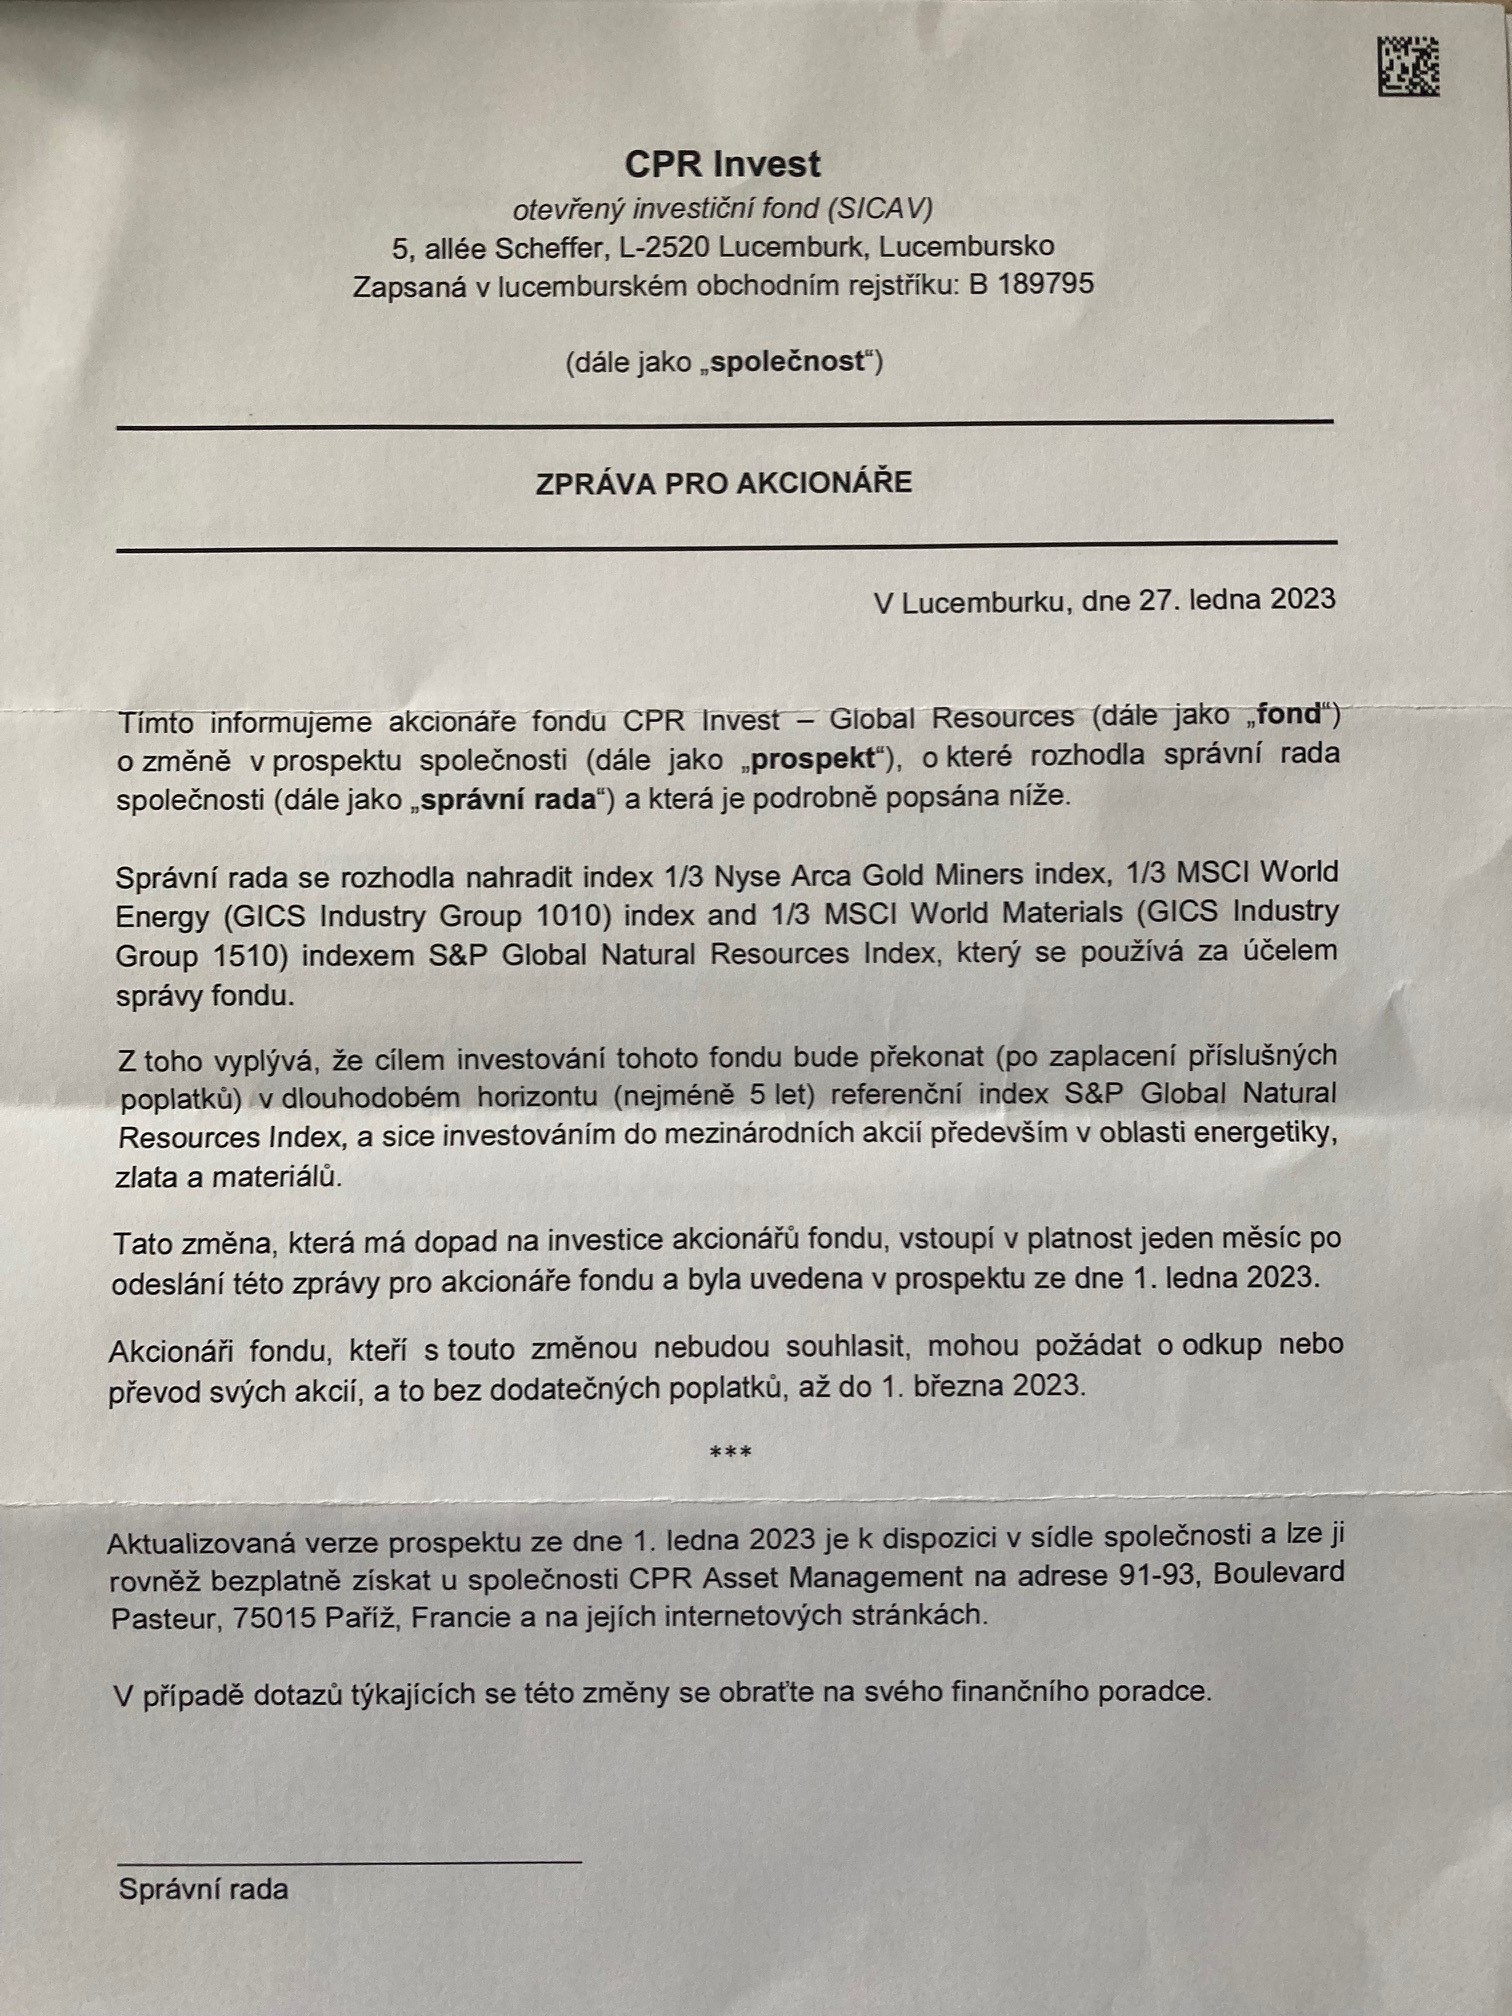 CPR Invest
otevřený investiční fond (SICAV)
5, allée Scheffer, L-2520 Lucemburk, Lucembursko
Zapsaná v lucemburském obchodním rejstříku: B 189795
(dále jako „společnost“)
ZPRÁVA PRO AKCIONÁŘE
V Lucemburku, dne 27. ledna 2023
Tímto informujeme akcionáře fondu CPR Invest – Global Resources (dále jako „fond“)
o změně v prospektu společnosti (dále jako „prospekt“), o které rozhodla správní rada
společnosti (dále jako „správní rada“) a která je podrobně popsána níže.
Správní rada se rozhodla nahradit index 1/3 Nyse Arca Gold Miners index, 1/3 MSCI World
Energy (GICS Industry Group 1010) index and 1/3 MSCI World Materials (GICS Industry
Group 1510) indexem S&P Global Natural Resources Index, který se používá za účelem
správy fondu.
Z toho vyplývá, že cílem investování tohoto fondu bude překonat (po zaplacení příslušných
poplatků) v dlouhodobém horizontu (nejméně 5 let) referenční index S&P Global Natural
Resources Index, a sice investováním do mezinárodních akcií především v oblasti energetiky,
zlata a materiálů.
Tato změna, která má dopad na investice akcionářů fondu, vstoupí v platnost jeden měsíc po
odeslání této zprávy pro akcionáře fondu a byla uvedena v prospektu ze dne 1. ledna 2023.
Akcionáři fondu, kteří s touto změnou nebudou souhlasit, mohou požádat o odkup nebo
převod svých akcií, a to bez dodatečných poplatků, až do 1. března 2023.
***
Aktualizovaná verze prospektu ze dne 1. ledna 2023 je k dispozici v sídle společnosti a lze ji
rovněž bezplatně získat u společnosti CPR Asset Management na adrese 91-93, Boulevard
Pasteur, 75015 Paříž, Francie a na jejích internetových stránkách.
V případě dotazů týkajících se této změny se obraťte na svého finančního poradce.
Správní rada